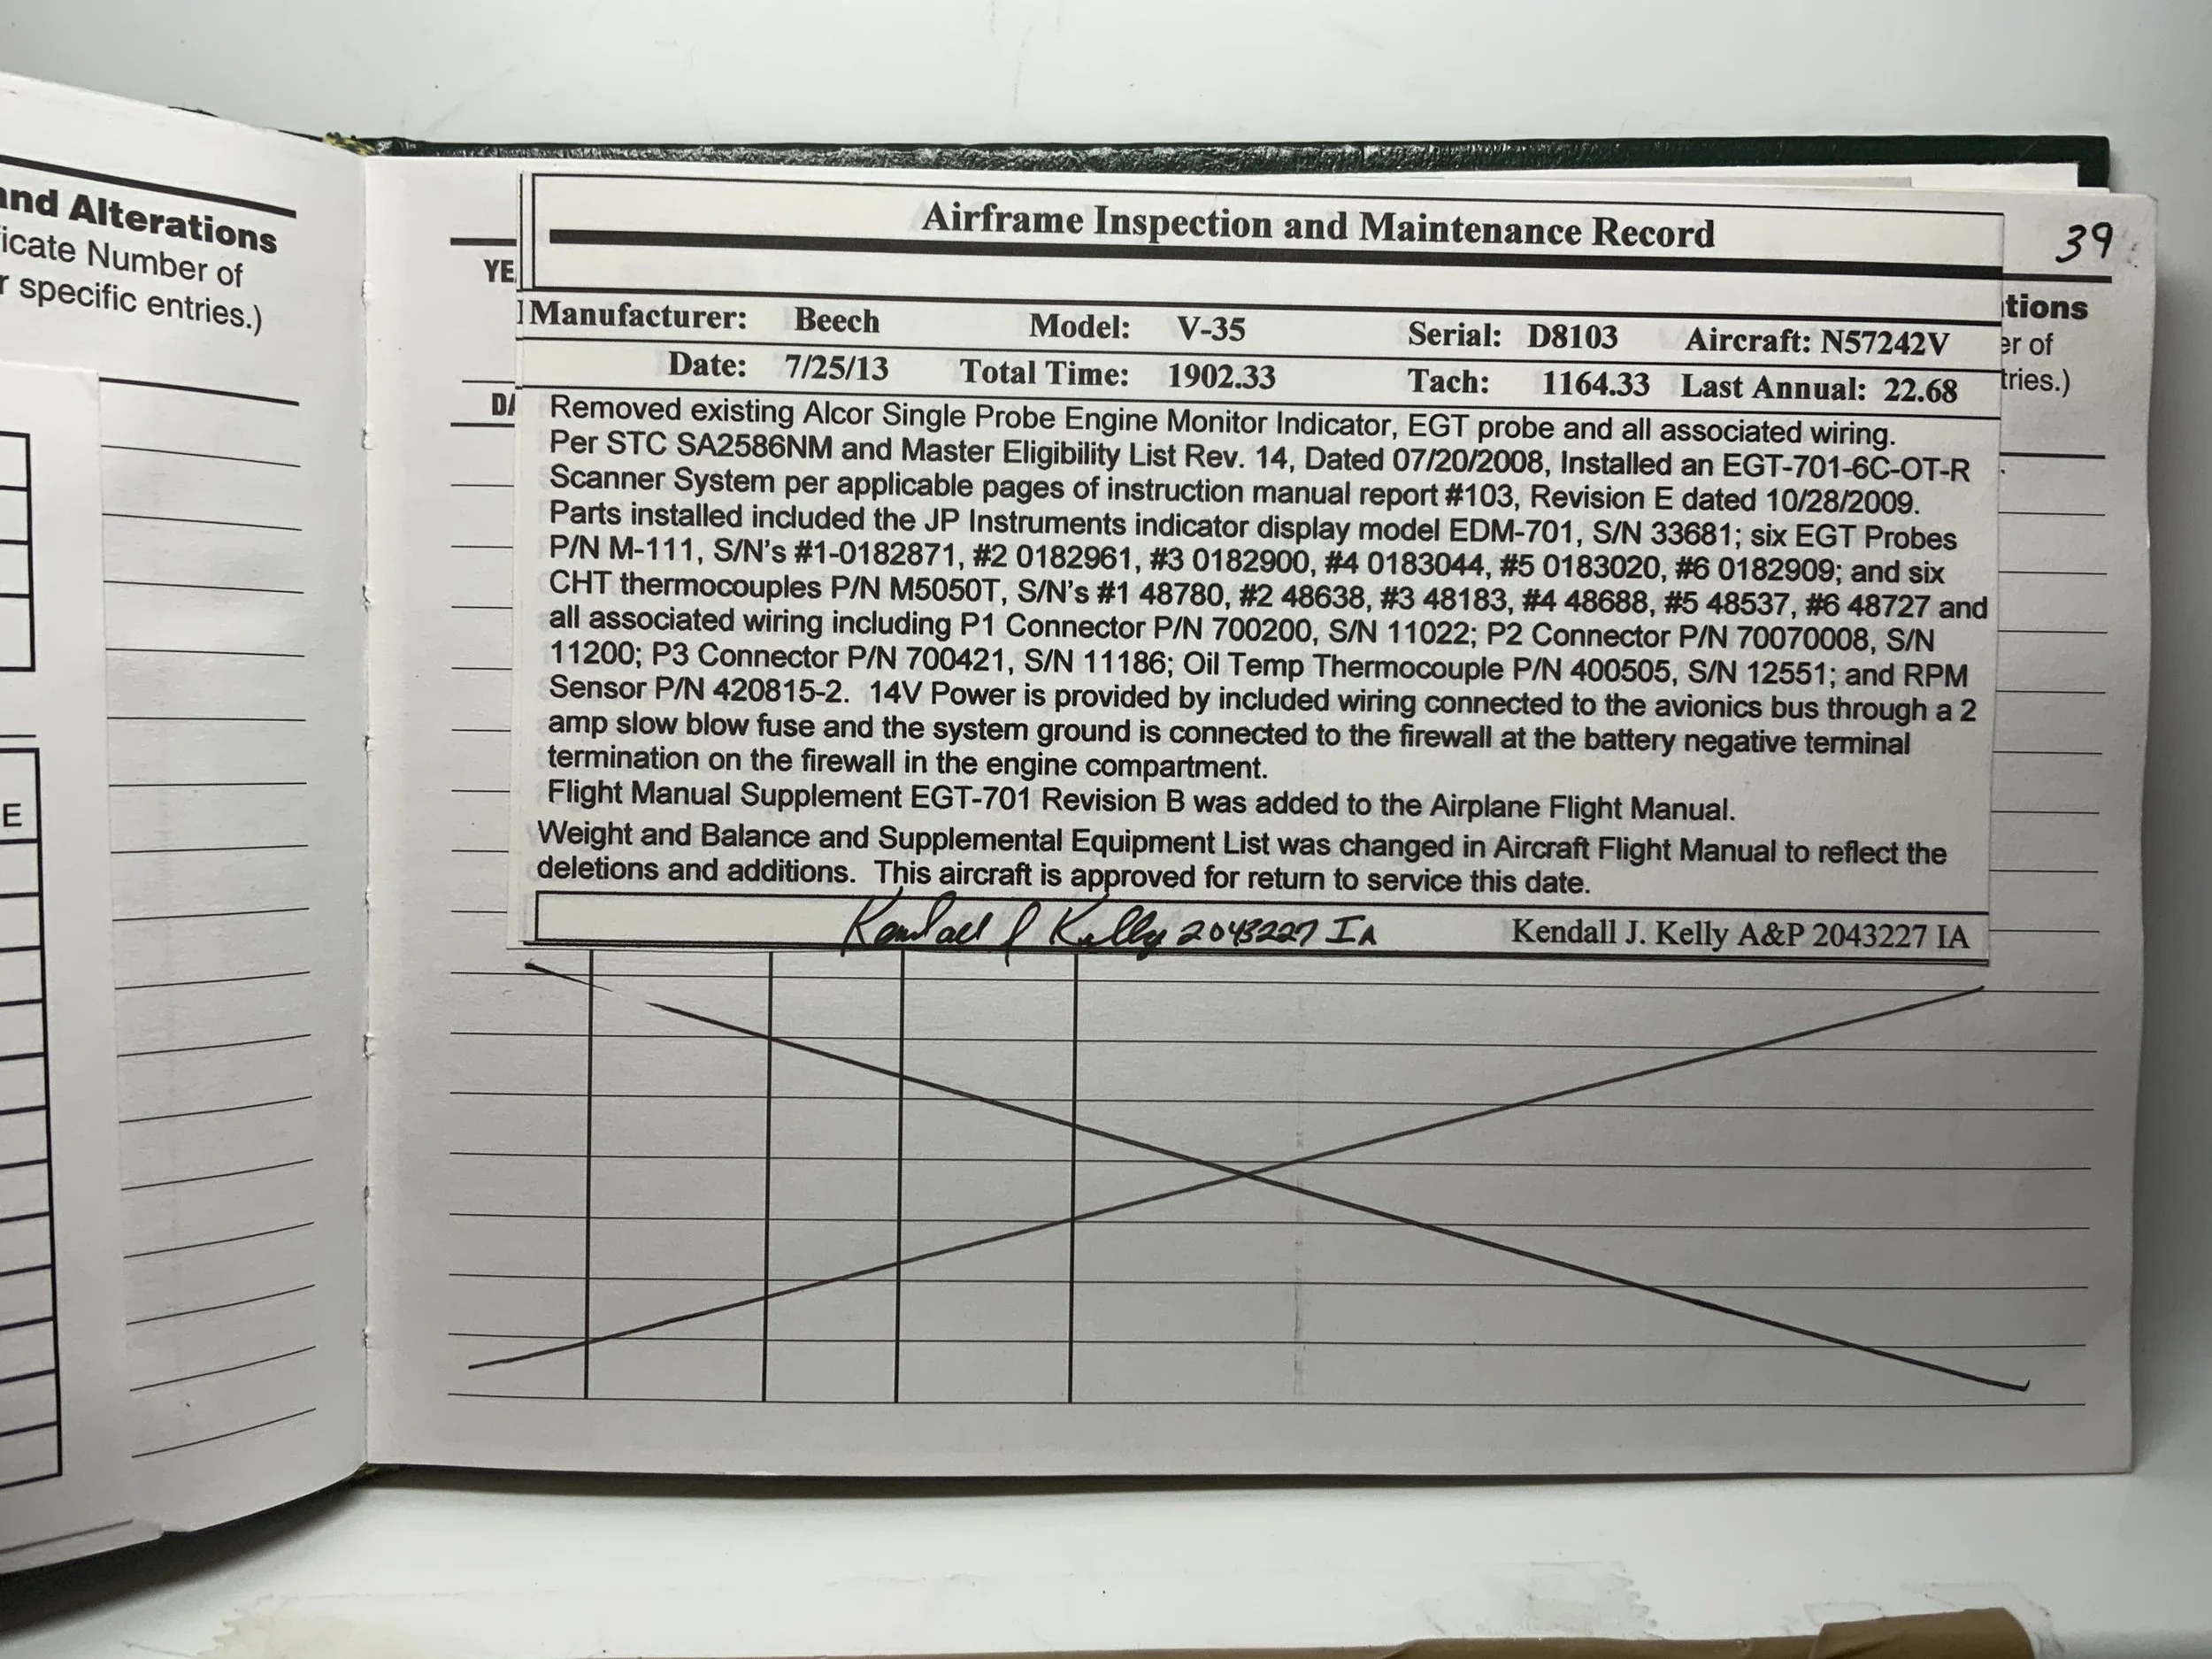 and Alterations
icate Number of
r specific entries.)
E
39
YE
DA
tions
er of
tries.)
Airframe Inspection and Maintenance Record
Manufacturer: Beech Model: V-35 Serial: D8103 Aircraft: N57242V
Date: 7/25/13 Total Time: 1902.33 Tach: 1164.33 Last Annual: 22.68
Removed existing Alcor Single Probe Engine Monitor Indicator, EGT probe and all associated wiring.
Per STC SA2586NM and Master Eligibility List Rev. 14, Dated 07/20/2008, Installed an EGT-701-6C-OT-R
Scanner System per applicable pages of instruction manual report #103, Revision E dated 10/28/2009.
Parts installed included the JP Instruments indicator display model EDM-701, S/N 33681; six EGT Probes
P/N M-111, S/N's #1-0182871, #2 0182961, #3 0182900, #4 0183044, #5 0183020, #6 0182909; and six
CHT thermocouples P/N M5050T, S/N's #1 48780, #2 48638, #3 48183, #4 48688, #5 48537, #6 48727 and
all associated wiring including P1 Connector P/N 700200, S/N 11022; P2 Connector P/N 70070008, S/N
11200; P3 Connector P/N 700421, S/N 11186; Oil Temp Thermocouple P/N 400505, S/N 12551; and RPM
Sensor P/N 420815-2. 14V Power is provided by included wiring connected to the avionics bus through a 2
amp slow blow fuse and the system ground is connected to the firewall at the battery negative terminal
termination on the firewall in the engine compartment.
Flight Manual Supplement EGT-701 Revision B was added to the Airplane Flight Manual.
Weight and Balance and Supplemental Equipment List was changed in Aircraft Flight Manual to reflect the
deletions and additions. This aircraft is approved for return to service this date.
Kendall J Kelly 2043227 IA Kendall J. Kelly A&P 2043227 IA